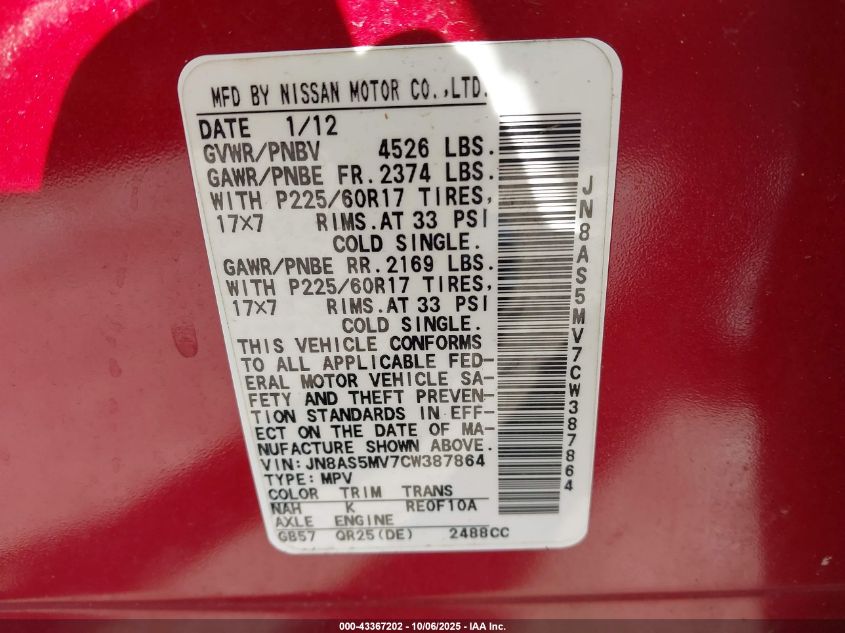 MFD BY NISSAN MOTOR CO.,LTD.
DATE 1/12
GVWR/PNBV 4526 LBS.
GAWR/PNBE FR.2374 LBS.
WITH P225/60R17 TIRES,
17X7 RIMS.AT 33 PSI
COLD SINGLE.
GAWR/PNBE RR.2169 LBS.
WITH P225/60R17 TIRES,
17X7 RIMS.AT 33 PSI
COLD SINGLE.
THIS VEHICLE CONFORMS
TO ALL APPLICABLE FED-
ERAL MOTOR VEHICLE SA-
FETY AND THEFT PREVEN-
TION STANDARDS IN EFF-
ECT ON THE DATE OF MA-
NUFACTURE SHOWN ABOVE.
VIN: JN8AS5MV7CW387864
TYPE: MPV
COLOR TRIM TRANS
NAH K RE0F10A
AXLE ENGINE
GB57 QR25(DE) 2488CC
JN8AS5MV7CW387864
000-43367202 - 10/06/2025 - IAA Inc.